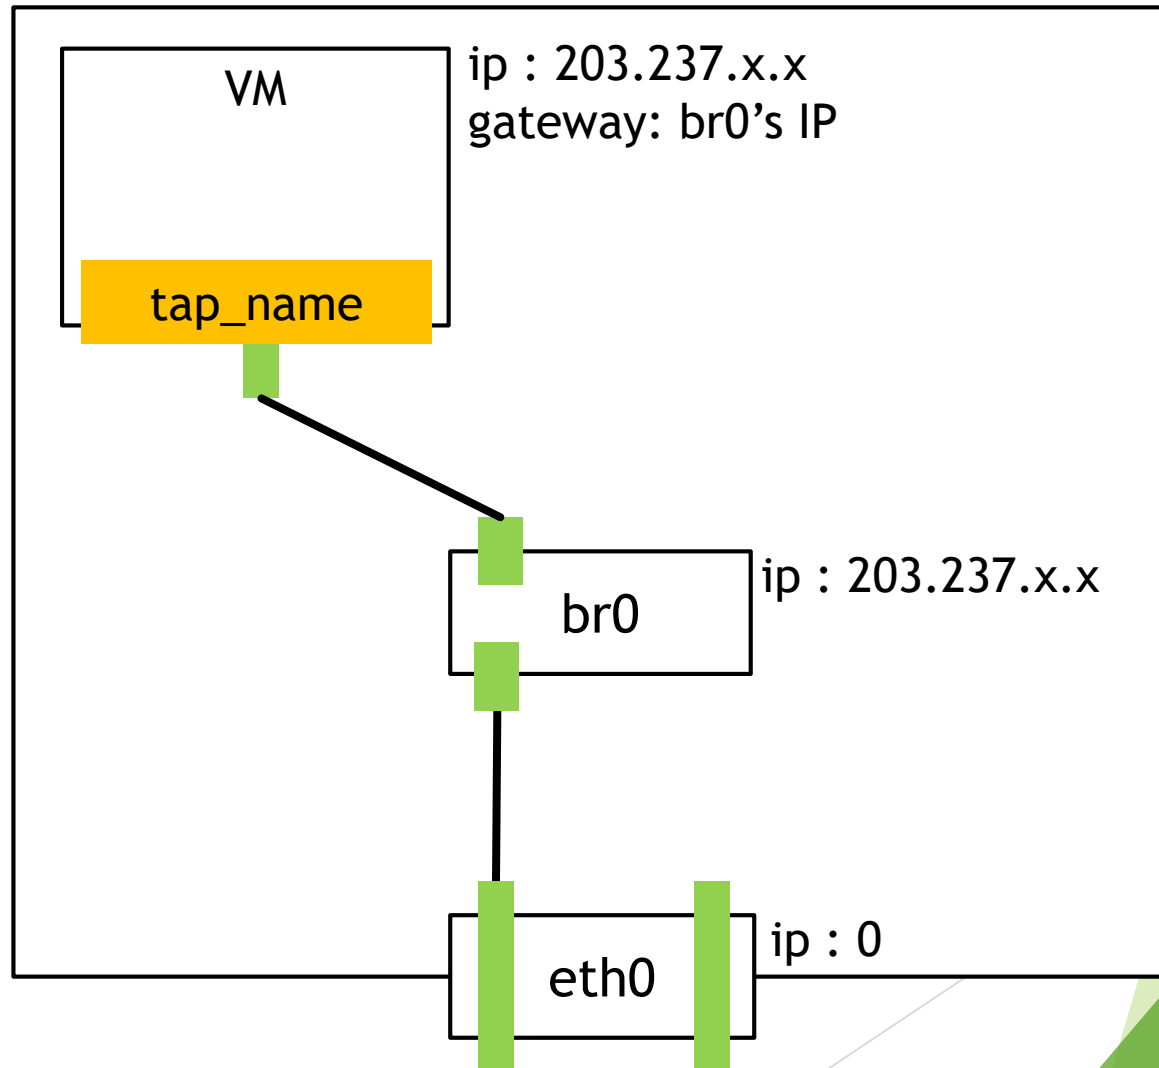 VM
ip : 203.237.x.x
gateway: br0’s IP
tap_name
br0
ip : 203.237.x.x
eth0
ip : 0